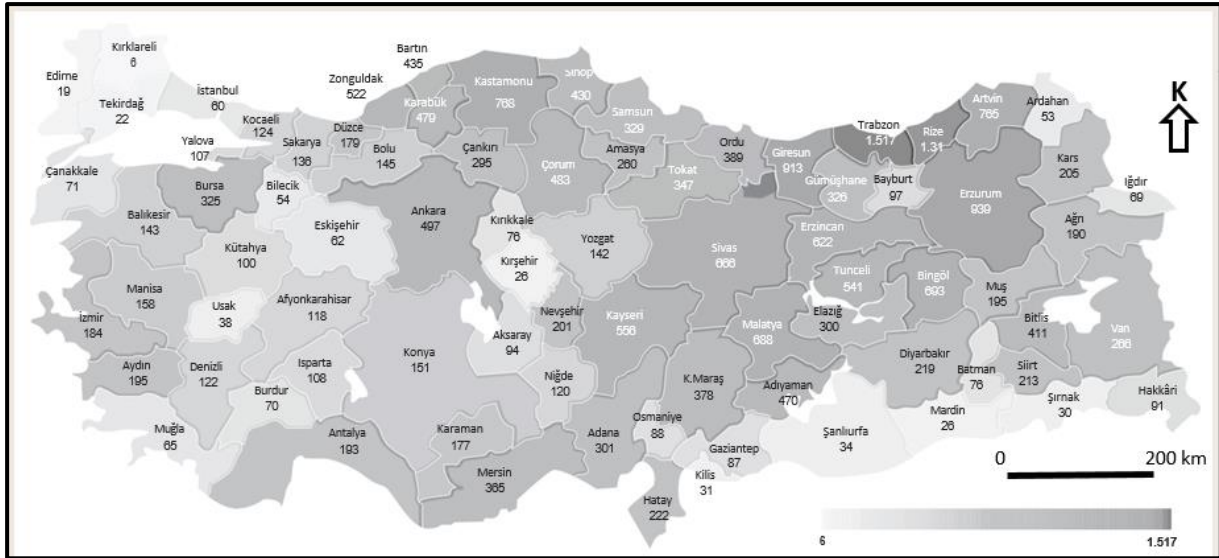 Kırklareli
6
Edirne
19
Tekirdağ
22
İstanbul
60
Kocaeli
124
Yalova
107
Sakarya
136
Düzce
179
Bolu
145
Zonguldak
522
Bartın
435
Karabük
479
Kastamonu
768
Sinop
430
Samsun
329
Çankırı
295
Çorum
483
Amasya
260
Tokat
347
Ordu
389
Giresun
913
Trabzon
1.517
Rize
1.31
Artvin
765
Ardahan
53
K
Gümüşhane
326
Bayburt
97
Erzurum
939
Kars
205
Iğdır
69
Ağrı
190
Çanakkale
71
Bursa
325
Bilecik
54
Balıkesir
143
Kütahya
100
Eskişehir
62
Ankara
497
Kırıkkale
76
Kırşehir
26
Yozgat
142
Sivas
666
Erzincan
622
Tunceli
541
Bingöl
693
Muş
195
Bitlis
411
Van
266
Manisa
158
Uşak
38
Afyonkarahisar
118
İzmir
184
Aydın
195
Denizli
122
Isparta
108
Burdur
70
Muğla
65
Antalya
193
Konya
151
Aksaray
94
Nevşehir
201
Niğde
120
Kayseri
556
Malatya
688
Elazığ
300
Diyarbakır
219
Batman
76
Siirt
213
Şırnak
30
Hakkâri
91
Karaman
177
Mersin
365
Adana
301
K.Maraş
378
Adıyaman
470
Osmaniye
88
Gaziantep
87
Kilis
31
Hatay
222
Şanlıurfa
34
Mardin
26
0 200 km
6 1.517